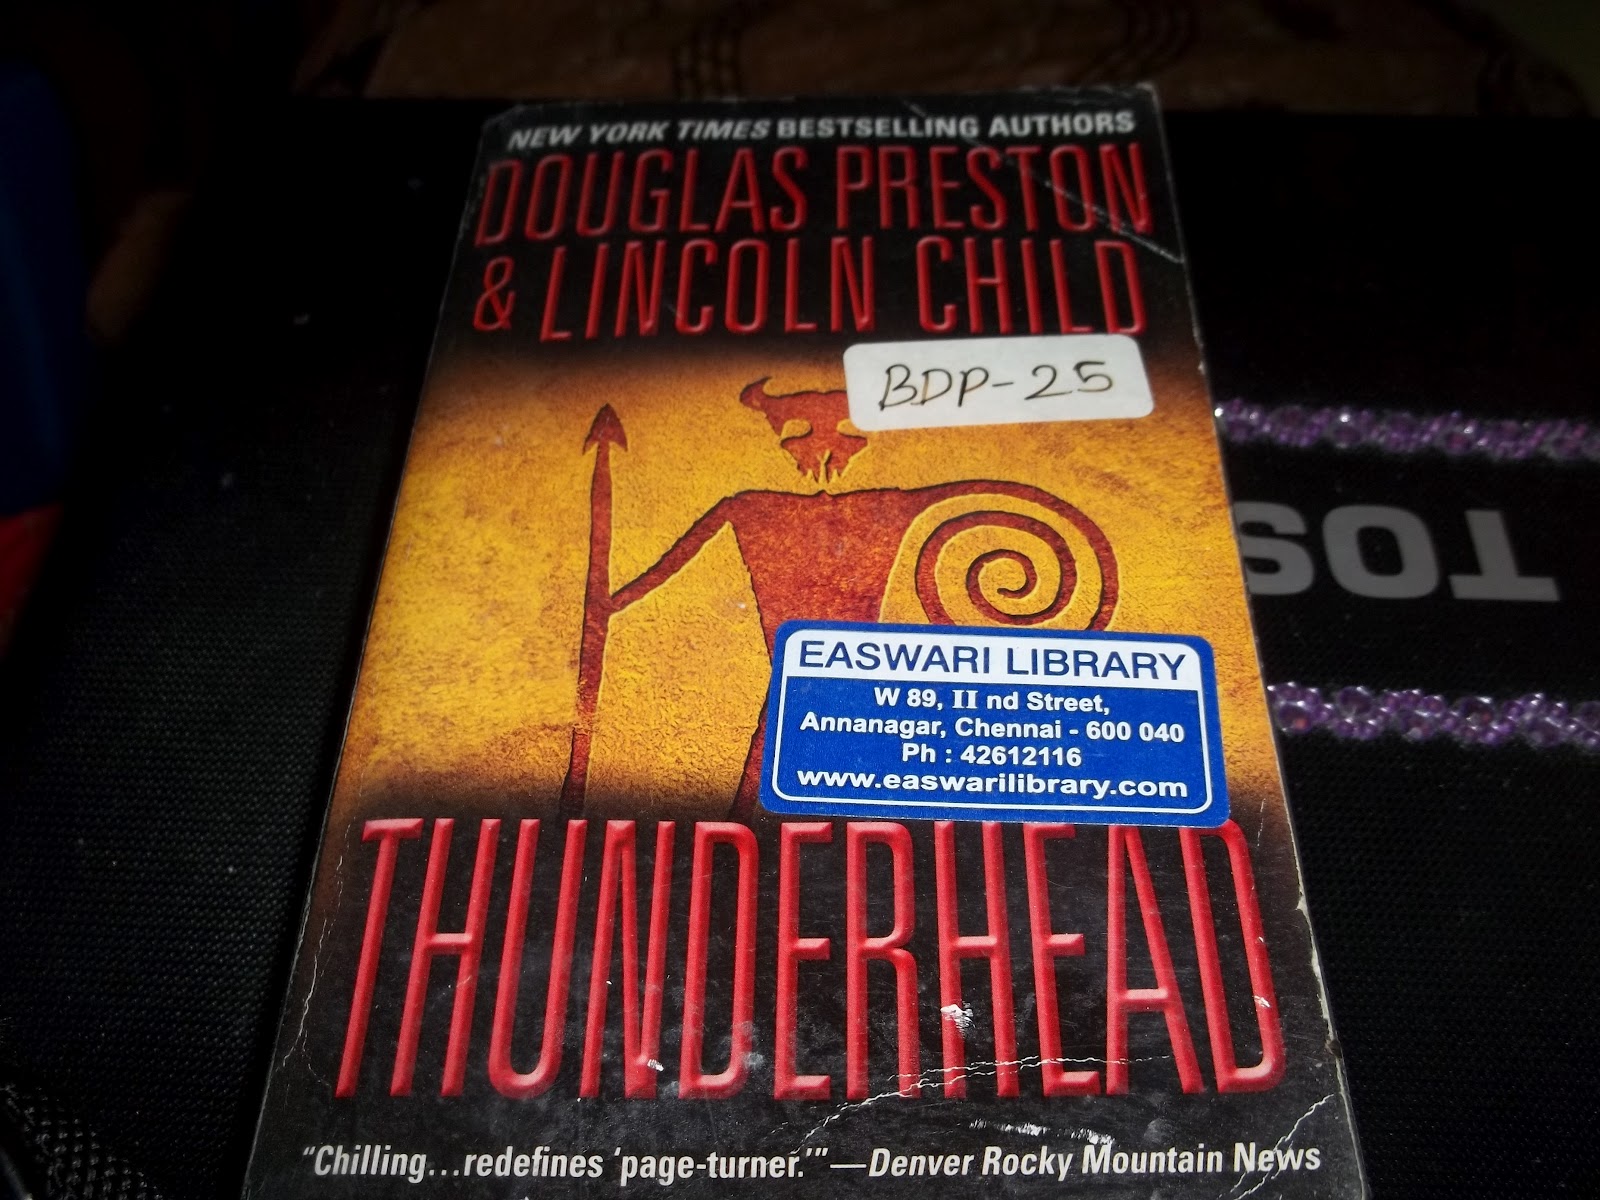 NEW YORK TIMES BESTSELLING AUTHORS
DOUGLAS PRESTON
& LINCOLN CHILD
BDP-25
EASWARI LIBRARY
W 89, II nd Street,
Annanagar, Chennai - 600 040
Ph : 42612116
www.easwarilibrary.com
THUNDERHEAD
“Chilling...redefines ‘page-turner.’”—Denver Rocky Mountain News